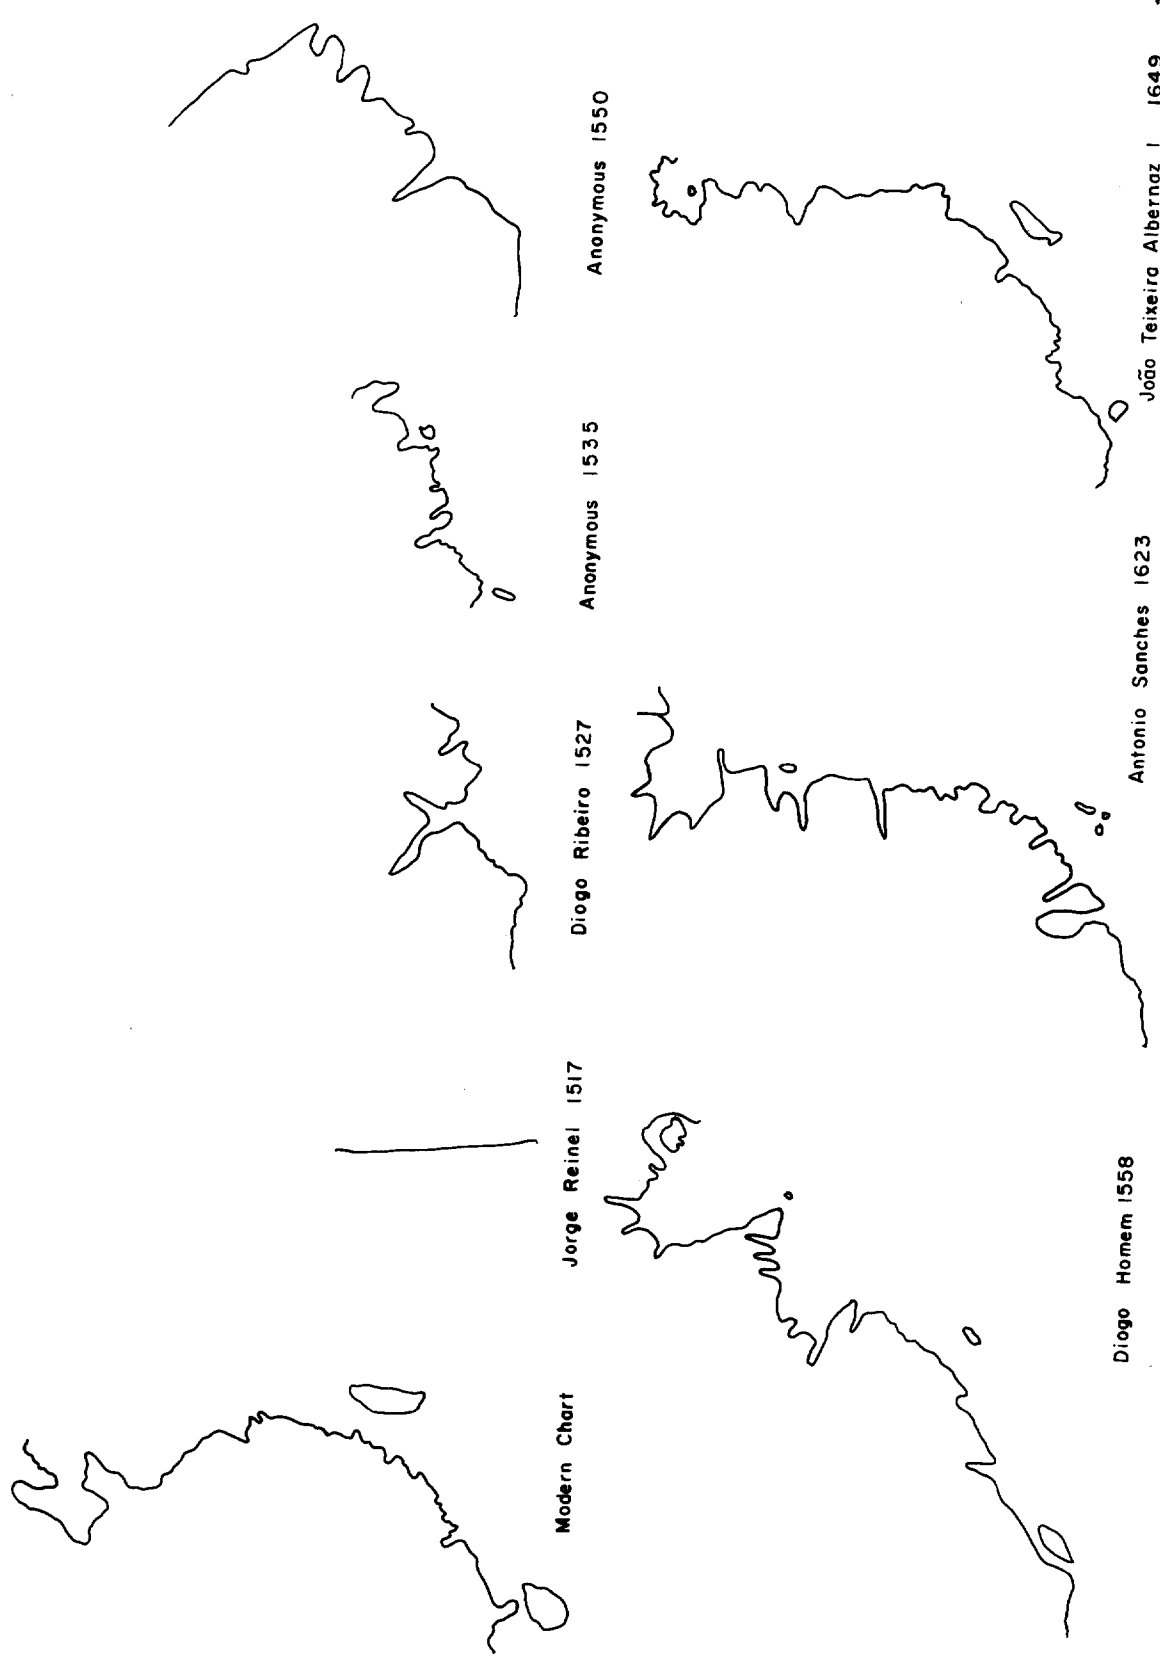 Modern Chart
Jorge Reinel 1517
Diogo Ribeiro 1527
Anonymous 1535
Anonymous 1550
Diogo Homem 1558
Antonio Sanches 1623
João Teixeira Albernaz I 1649